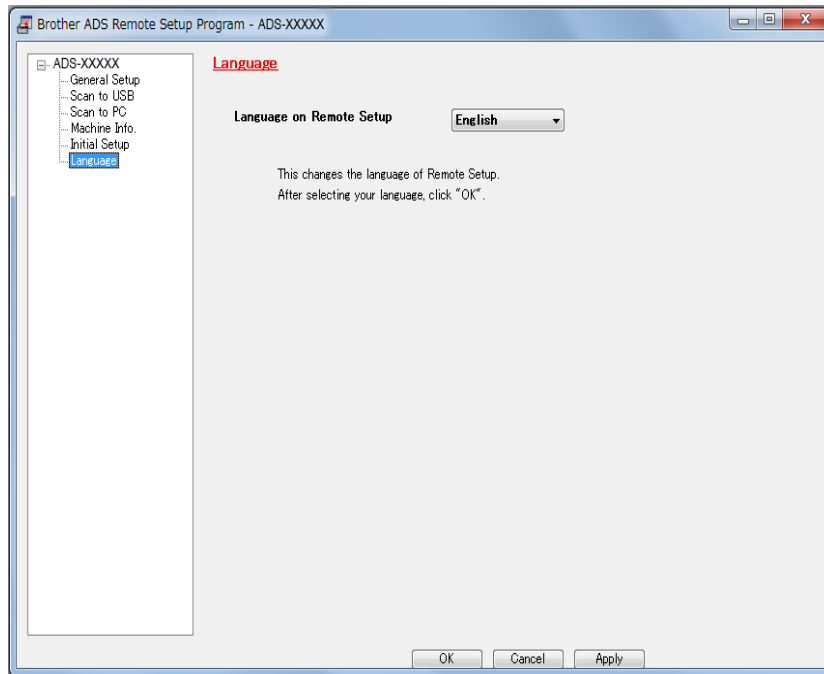 Brother ADS Remote Setup Program - ADS-XXXXX
ADS-XXXXX
General Setup
Scan to USB
Scan to PC
Machine Info.
Initial Setup
Language
Language
Language on Remote Setup English
This changes the language of Remote Setup.
After selecting your language, click "OK".
OK Cancel Apply